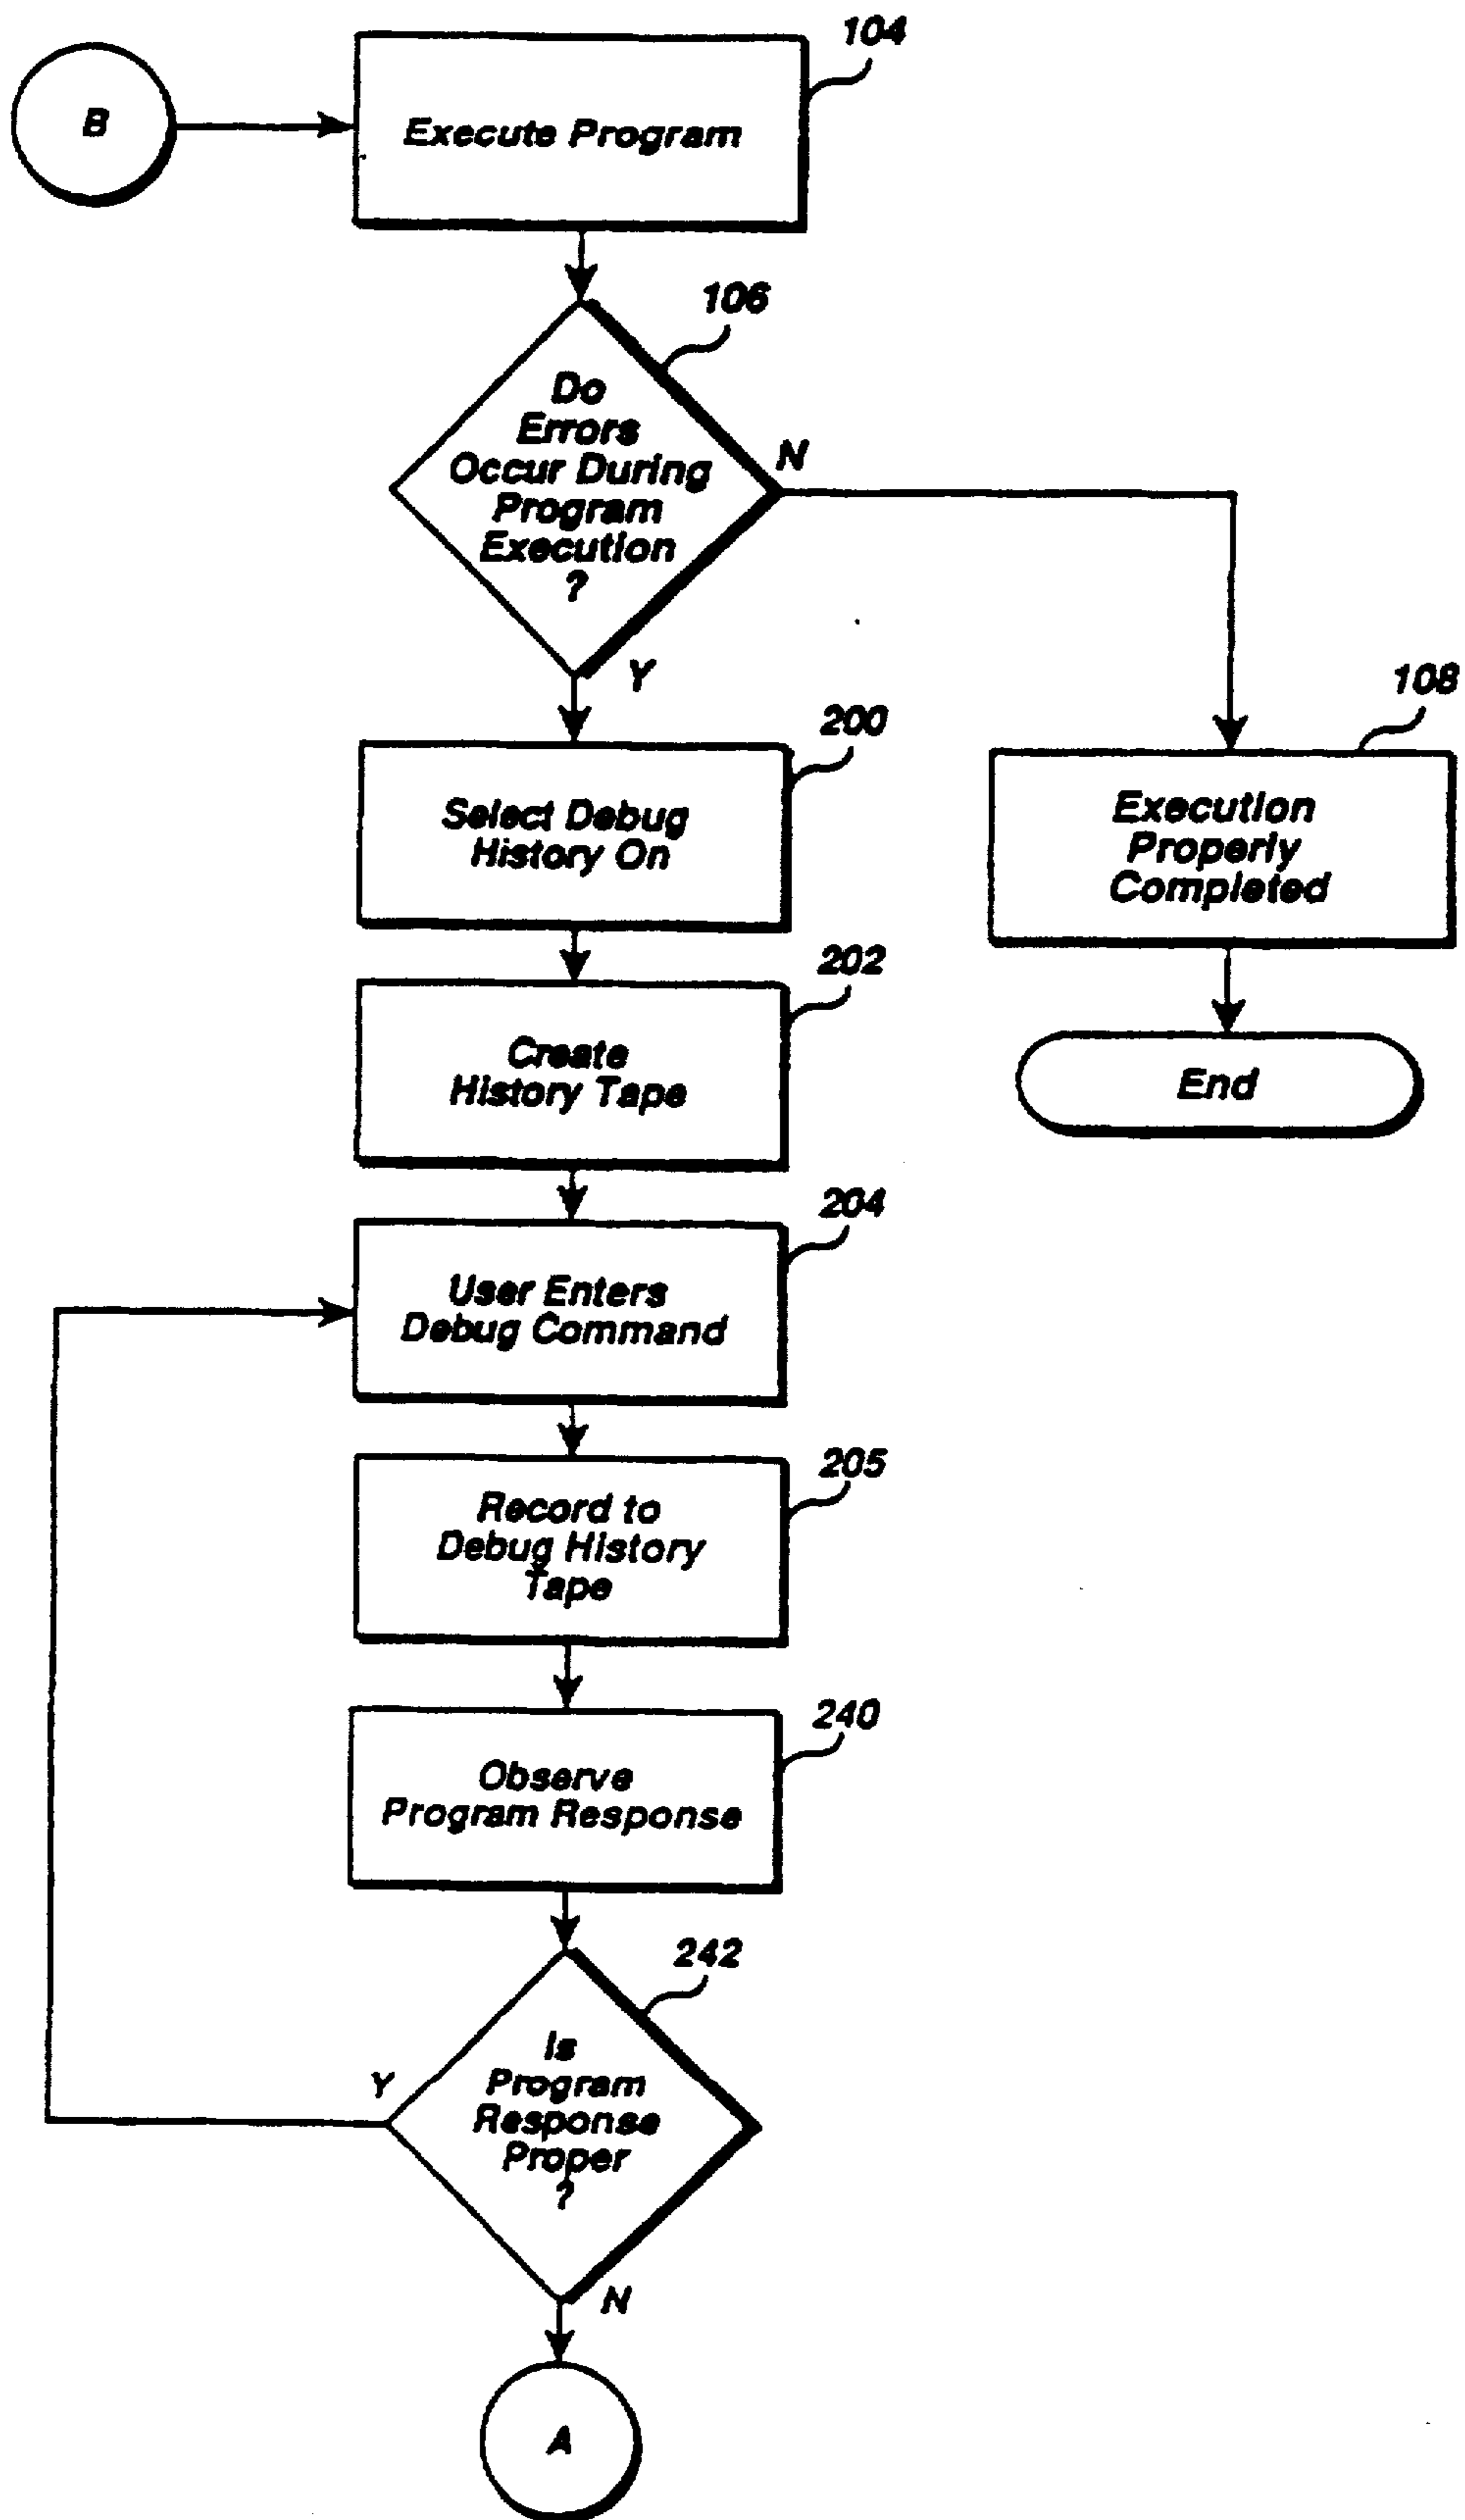 B
104
Execute Program
106
Do
Errors
Occur During
Program
Execution
?
N
Y
108
Execution
Properly
Completed
End
200
Select Debug
History On
202
Create
History Tape
204
User Enters
Debug Command
205
Record to
Debug History
Tape
240
Observe
Program Response
242
Is
Program
Response
Proper
?
Y
N
A